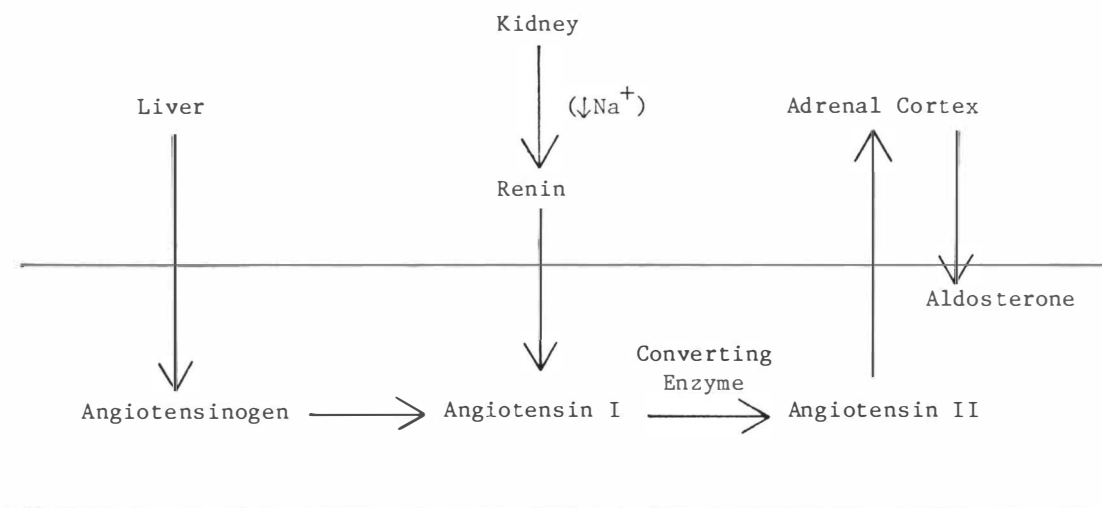 Kidney
(↓Na+)
Liver
Adrenal Cortex
Renin
Aldosterone
Converting
Enzyme
Angiotensinogen
Angiotensin I
Angiotensin II